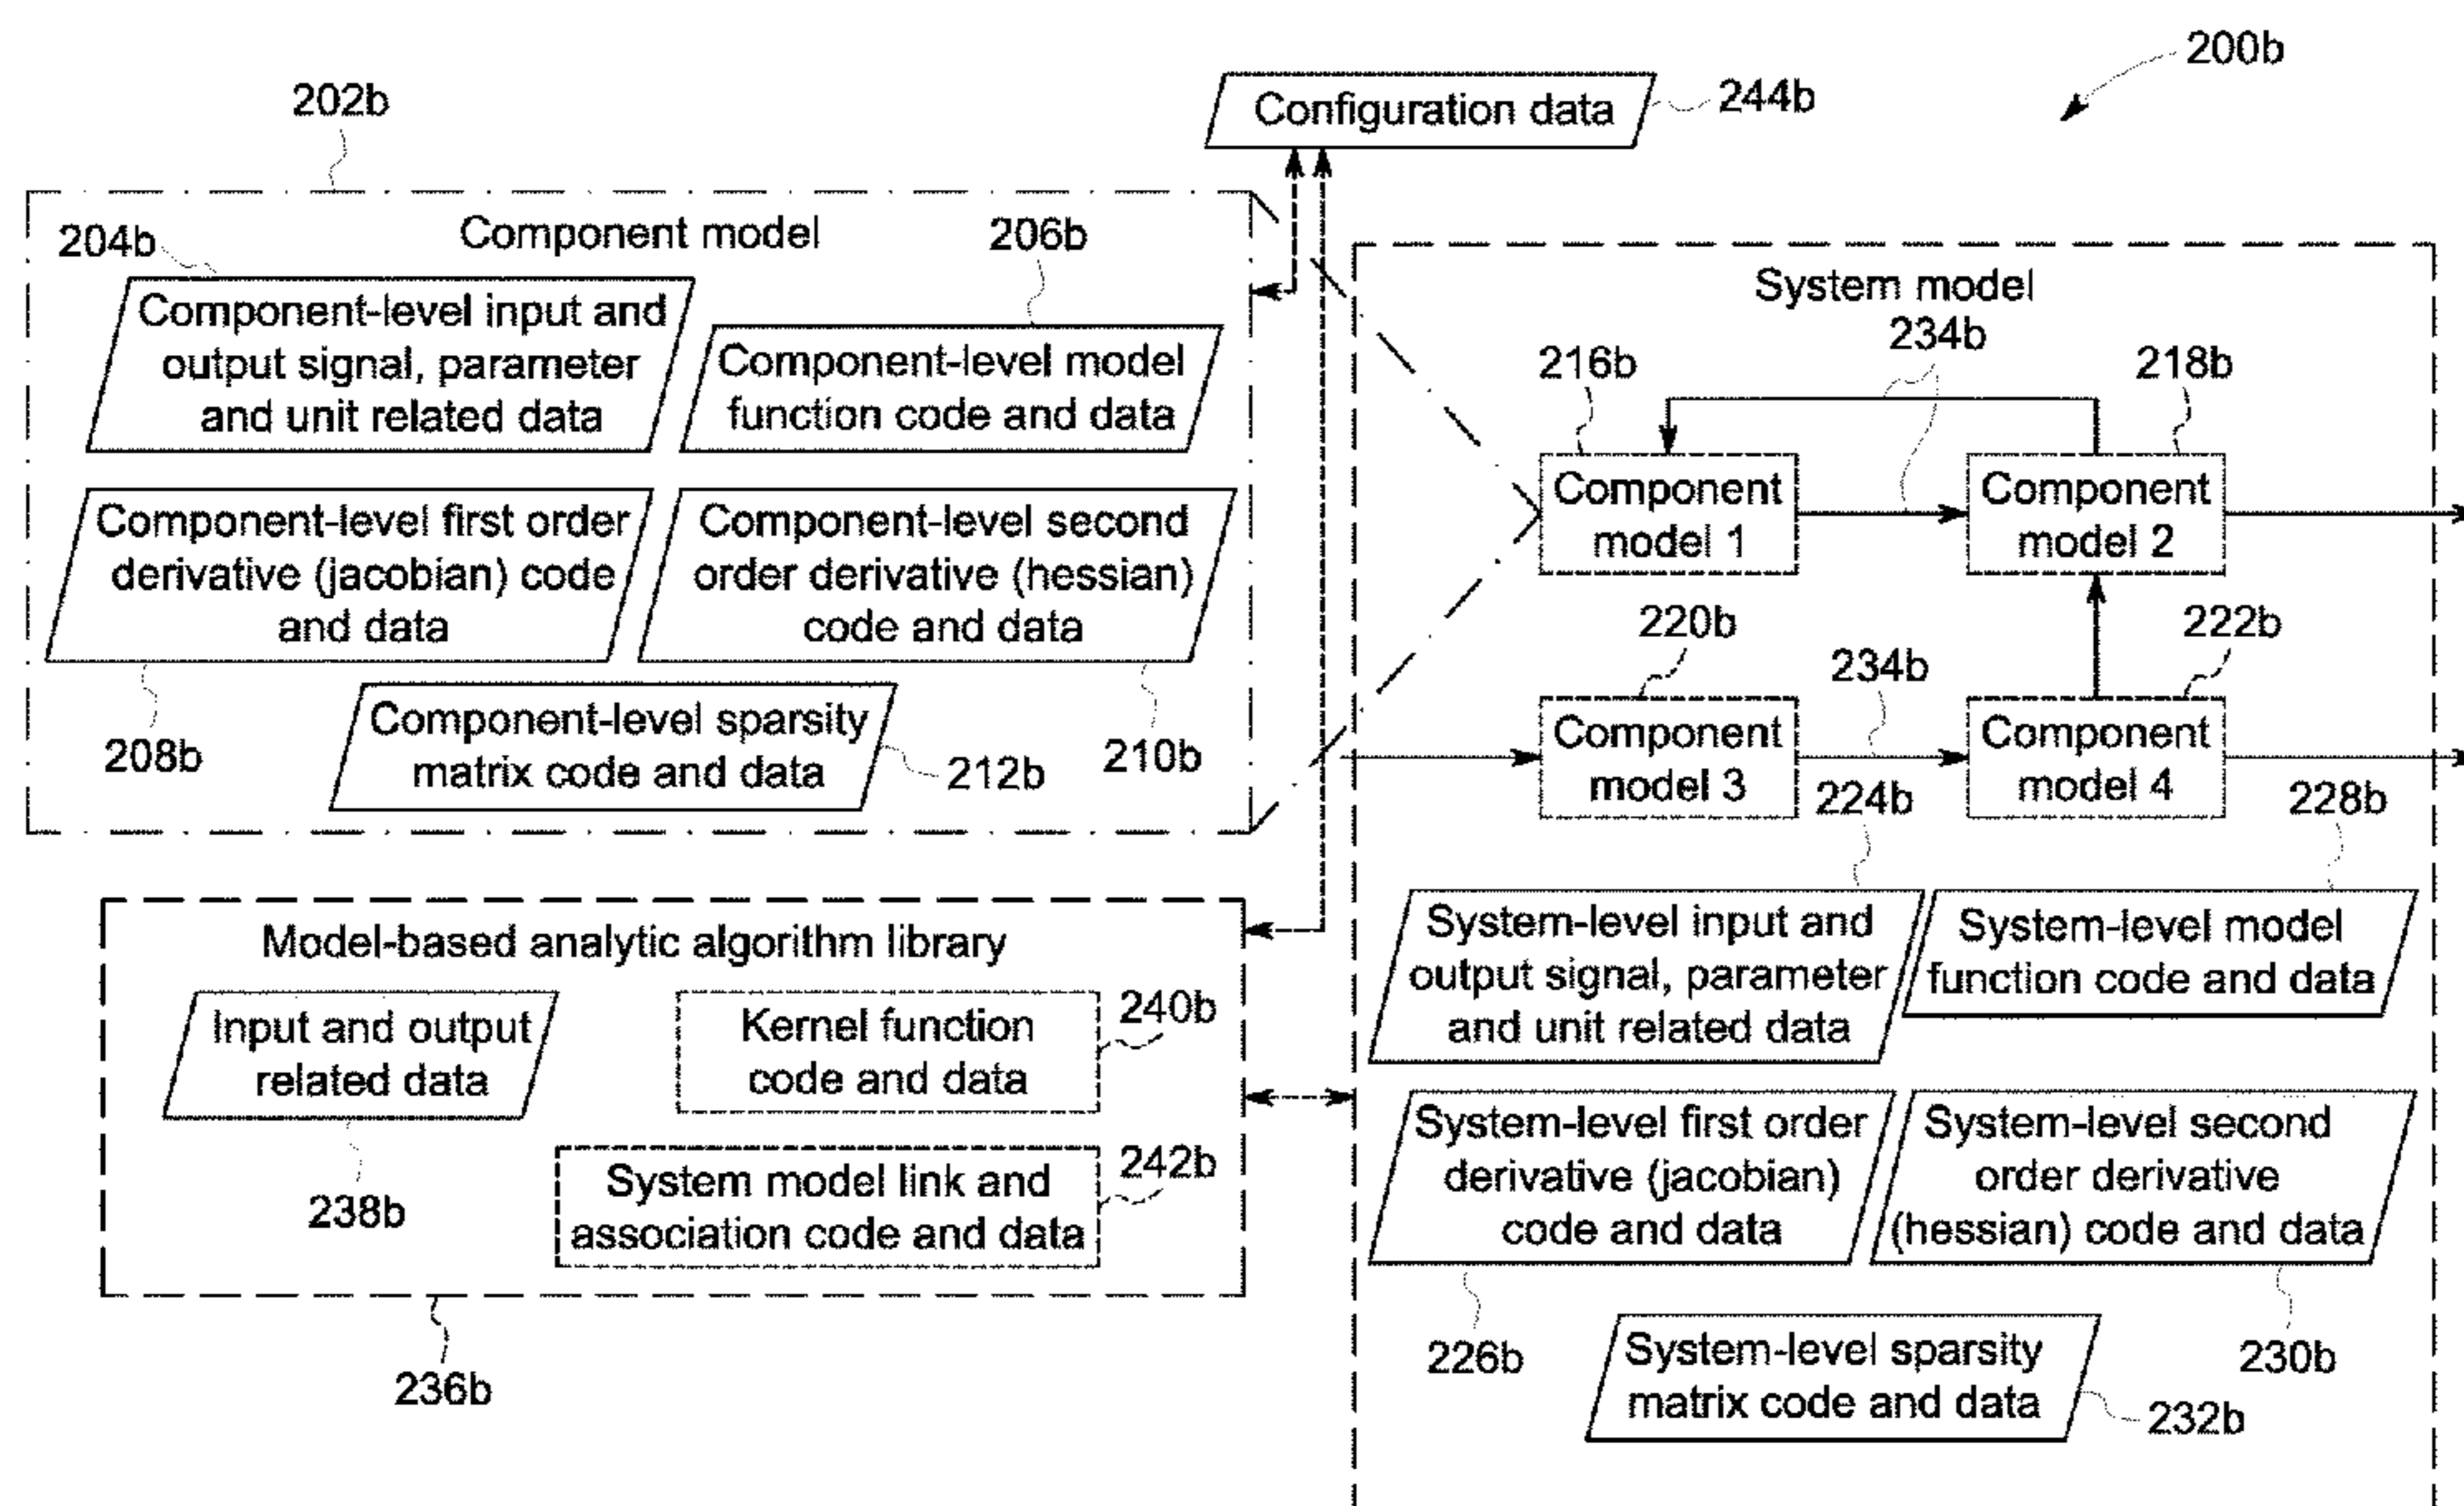 200b
Configuration data
244b
202b
Component model
204b
206b
Component-level input and
output signal, parameter
and unit related data
Component-level model
function code and data
Component-level first order
derivative (jacobian) code
and data
Component-level second
order derivative (hessian)
code and data
208b
Component-level sparsity
matrix code and data
212b
210b
System model
234b
216b
218b
Component
model 1
Component
model 2
220b
234b
222b
Component
model 3
Component
model 4
224b
228b
System-level input and
output signal, parameter
and unit related data
System-level model
function code and data
System-level first order
derivative (jacobian)
code and data
System-level second
order derivative
(hessian) code and data
226b
230b
System-level sparsity
matrix code and data
232b
Model-based analytic algorithm library
Input and output
related data
238b
Kernel function
code and data
240b
System model link and
association code and data
242b
236b